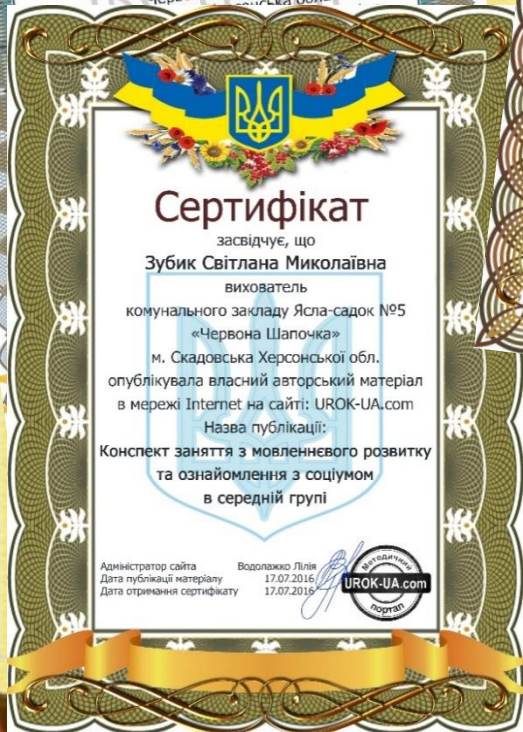 Сертифікат
засвідчує, що
Зубик Світлана Миколаївна
вихователь
комунального закладу Ясла-садок №5
«Червона Шапочка»
м. Скадовська Херсонської обл.
опублікувала власний авторський матеріал
в мережі Internet на сайті: UROK-UA.com
Назва публікації:
Конспект заняття з мовленнєвого розвитку
та ознайомлення з соціумом
в середній групі
Адміністратор сайта Водолажко Лілія
Дата публікації матеріалу 17.07.2016
Дата отримання сертифікату 17.07.2016
Методичний
UROK-UA.com
портал